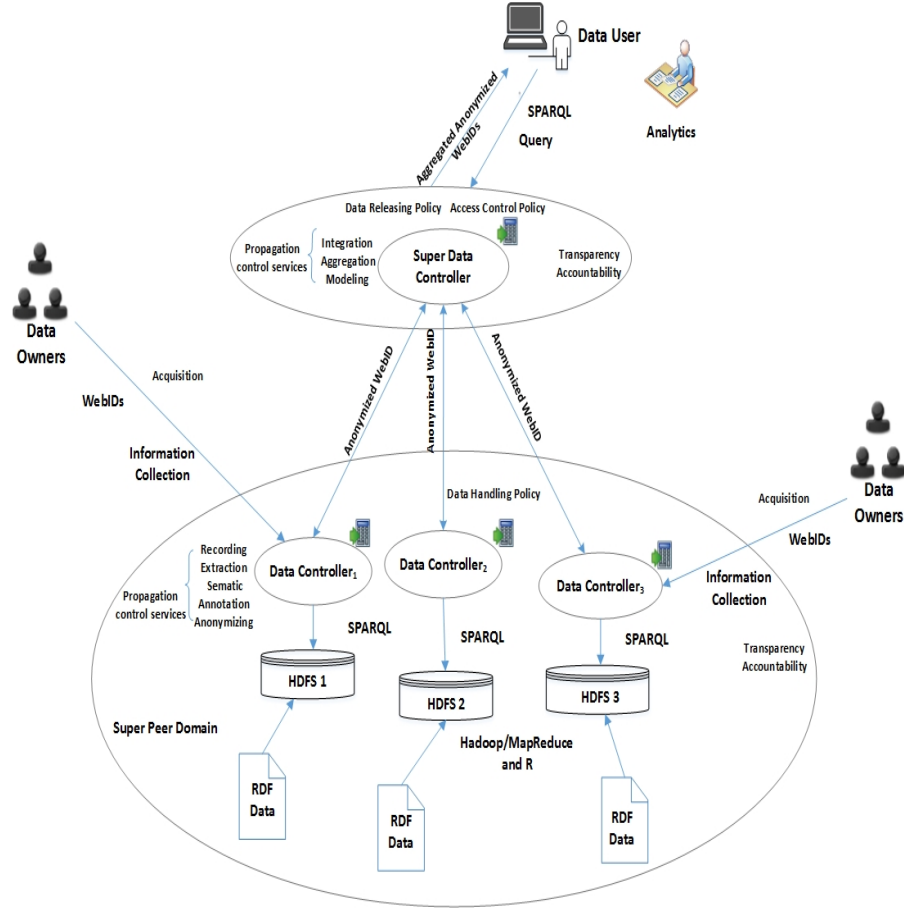 Data User
SPARQL
Query
Analytics
Aggregated Anonymized
WebIDs
Data Releasing Policy
Access Control Policy
Propagation
control services
Integration
Aggregation
Modeling
Super Data
Controller
Transparency
Accountability
Data
Owners
Acquisition
WebIDs
Information
Collection
Anonymized WebID
Anonymized WebID
Anonymized WebID
Data
Owners
Acquisition
WebIDs
Information
Collection
Data Handling Policy
Propagation
control services
Recording
Extraction
Sematic
Annotation
Anonymizing
Data Controller₁
Data Controller₂
Data Controller₃
SPARQL
SPARQL
SPARQL
Transparency
Accountability
HDFS 1
HDFS 2
HDFS 3
Super Peer Domain
Hadoop/MapReduce
and R
RDF
Data
RDF
Data
RDF
Data